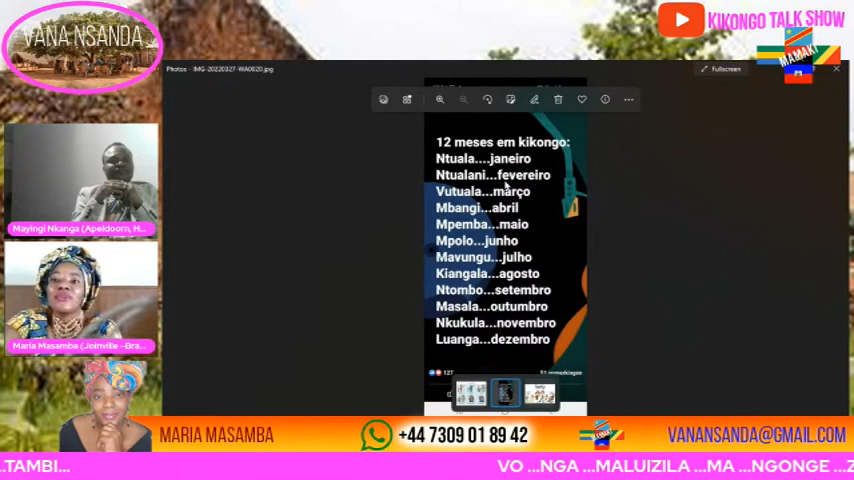 VANA NSANDA
KIKONGO TALK SHOW
MAMAKI
Photos - IMG-20220327-WA0020.jpg
Fullscreen
12 meses em kikongo:
Ntuala....janeiro
Ntualani...fevereiro
Vutuala...março
Mbangi...abril
Mpemba...maio
Mpolo...junho
Mavungu...julho
Kiangala...agosto
Ntombo...setembro
Masala...outumbro
Nkukula...novembro
Luanga...dezembro
127
Mayingi Nkanga (Apeldoorn, H...
Maria Masamba (Joinville -Bra...
MARIA MASAMBA
+44 7309 01 89 42
MAMAKI
VANANSANDA@GMAIL.COM
..TAMBI...
VO ...NGA ...MALUIZILA ...MA ...NGONGE ...Z